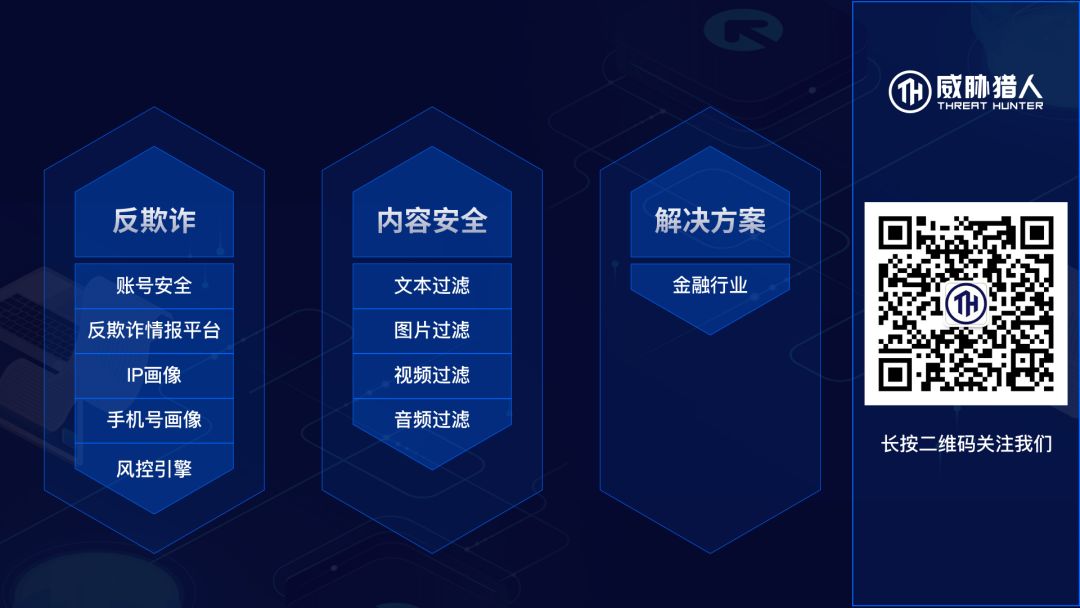 反欺诈
账号安全
反欺诈情报平台
IP画像
手机号画像
风控引擎
内容安全
文本过滤
图片过滤
视频过滤
音频过滤
解决方案
金融行业
TH 威胁猎人
THREAT HUNTER
TH
长按二维码关注我们